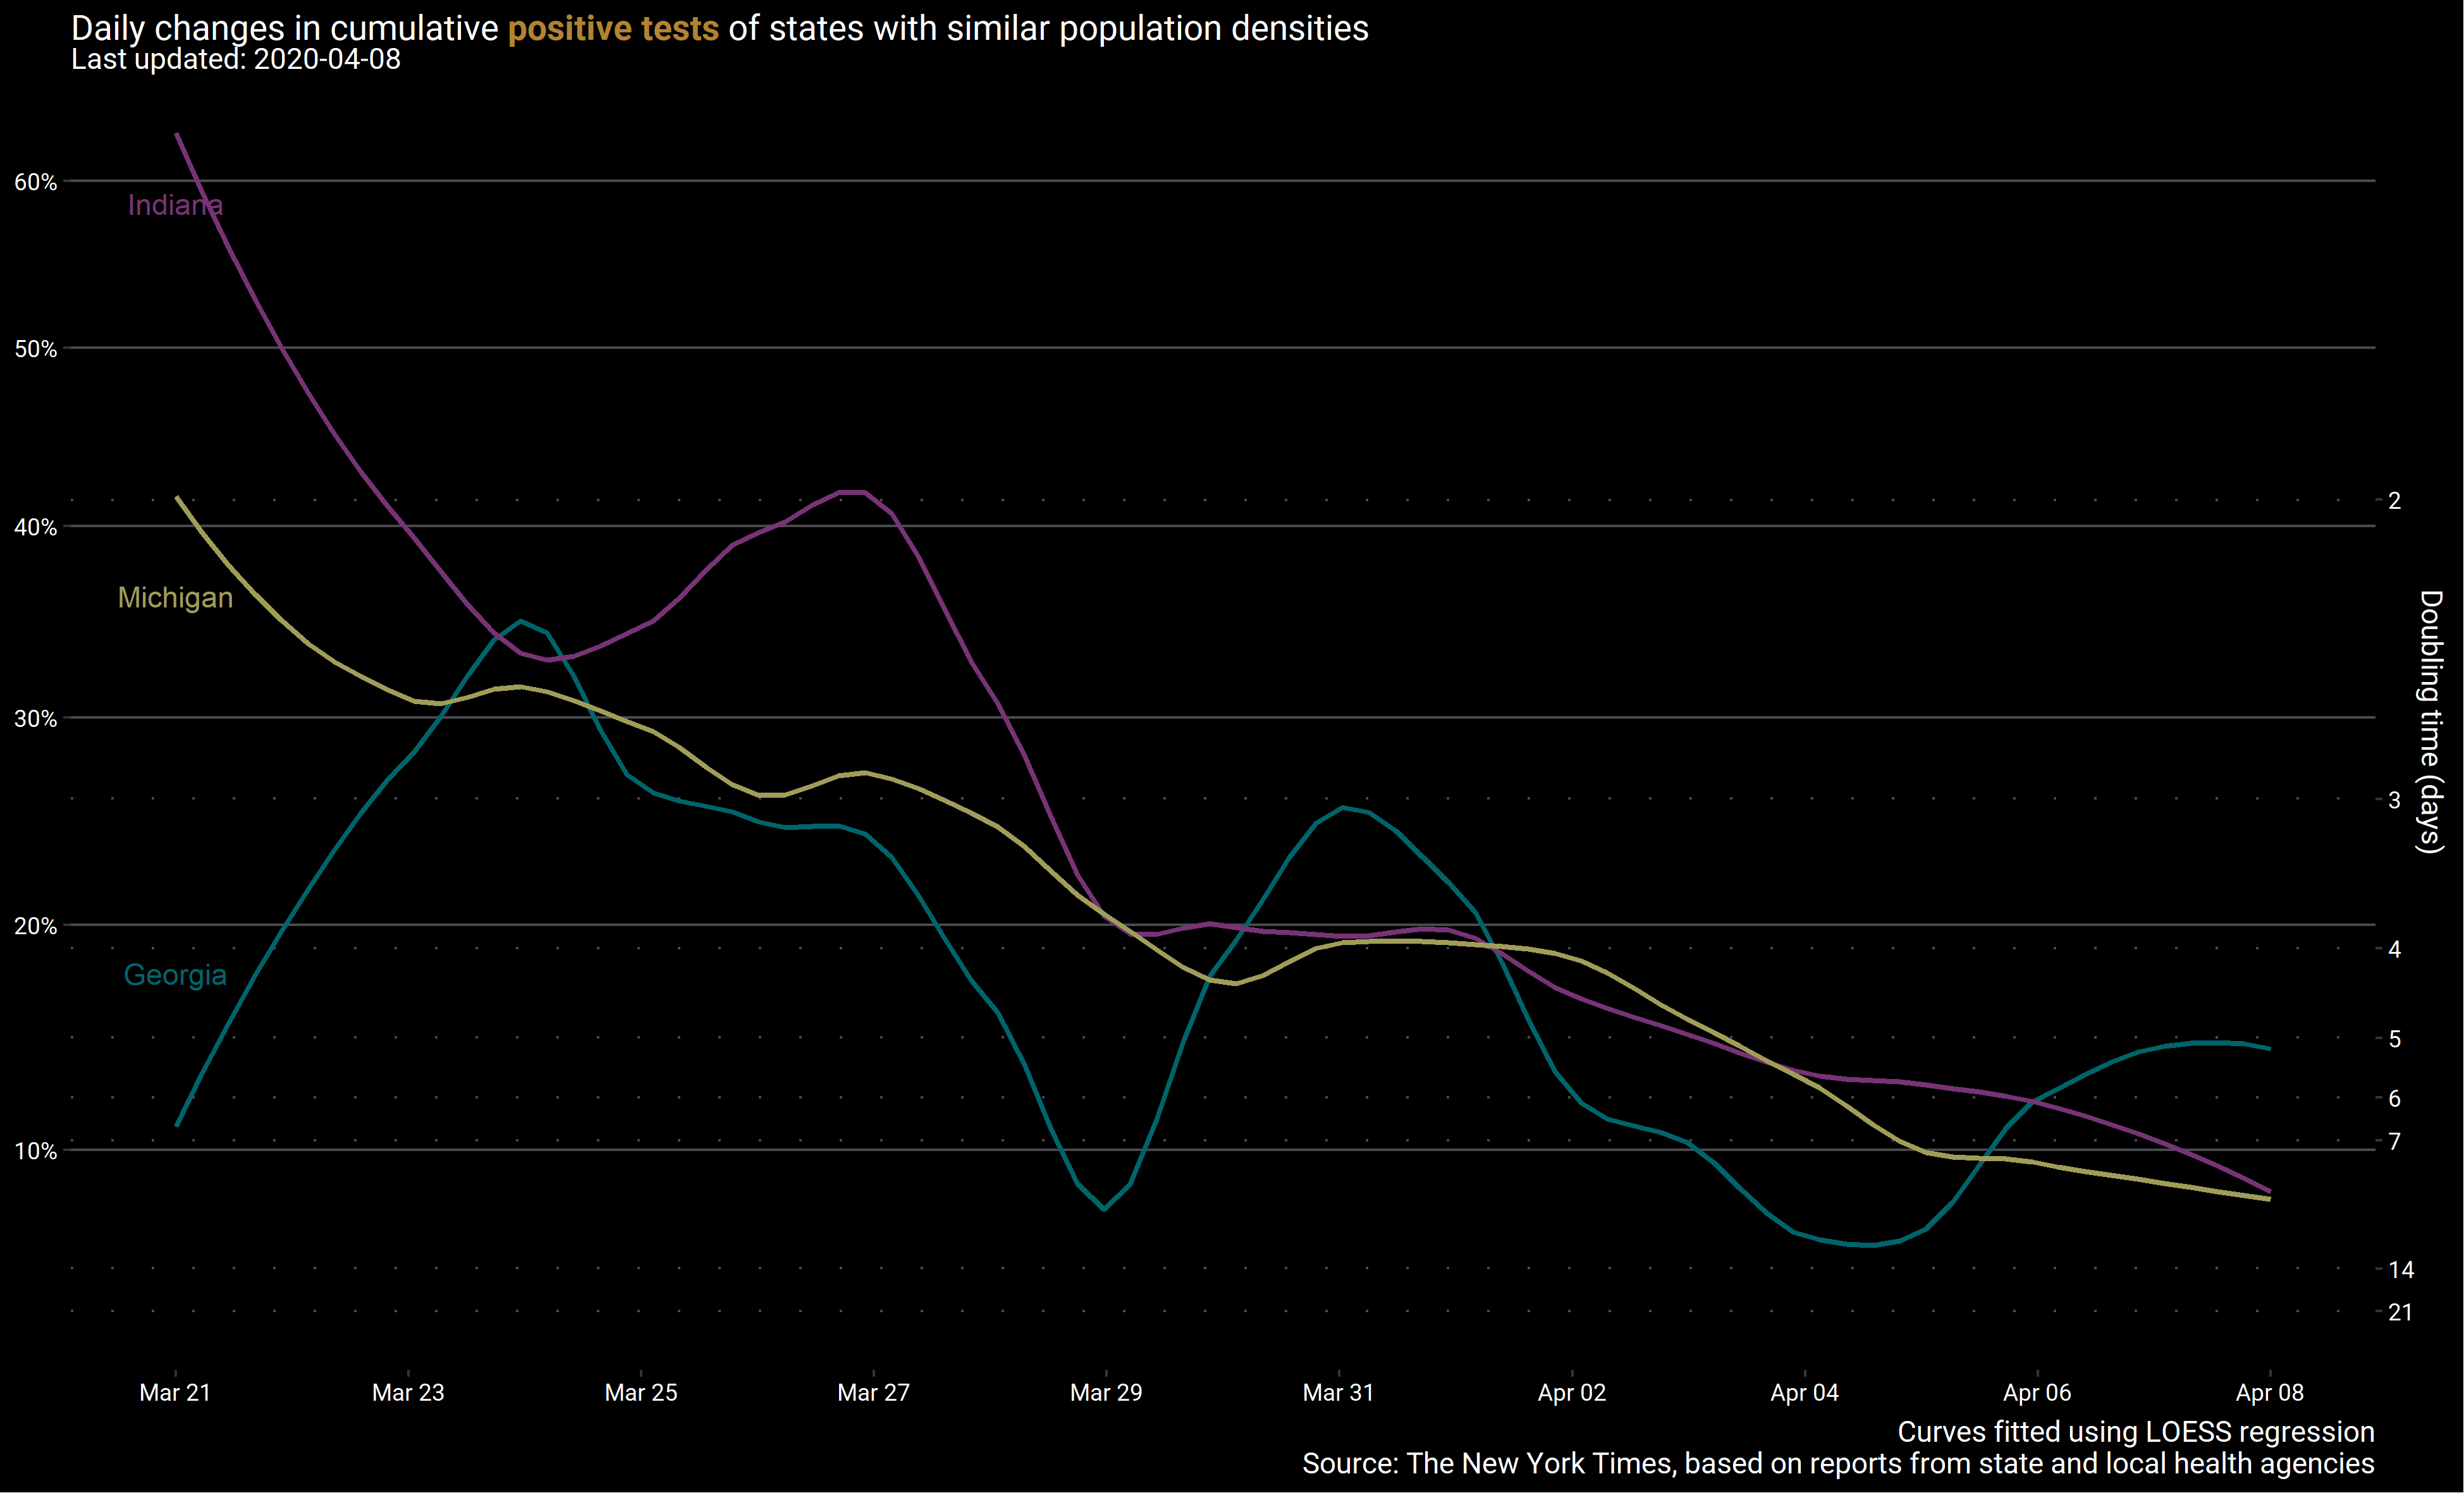 Daily changes in cumulative positive tests of states with similar population densities
Last updated: 2020-04-08
60%
Indiana
50%
2
40%
Michigan
Doubling time (days)
30%
3
20%
4
Georgia
5
6
7
10%
14
21
Mar 21 Mar 23 Mar 25 Mar 27 Mar 29 Mar 31 Apr 02 Apr 04 Apr 06 Apr 08
Curves fitted using LOESS regression
Source: The New York Times, based on reports from state and local health agencies